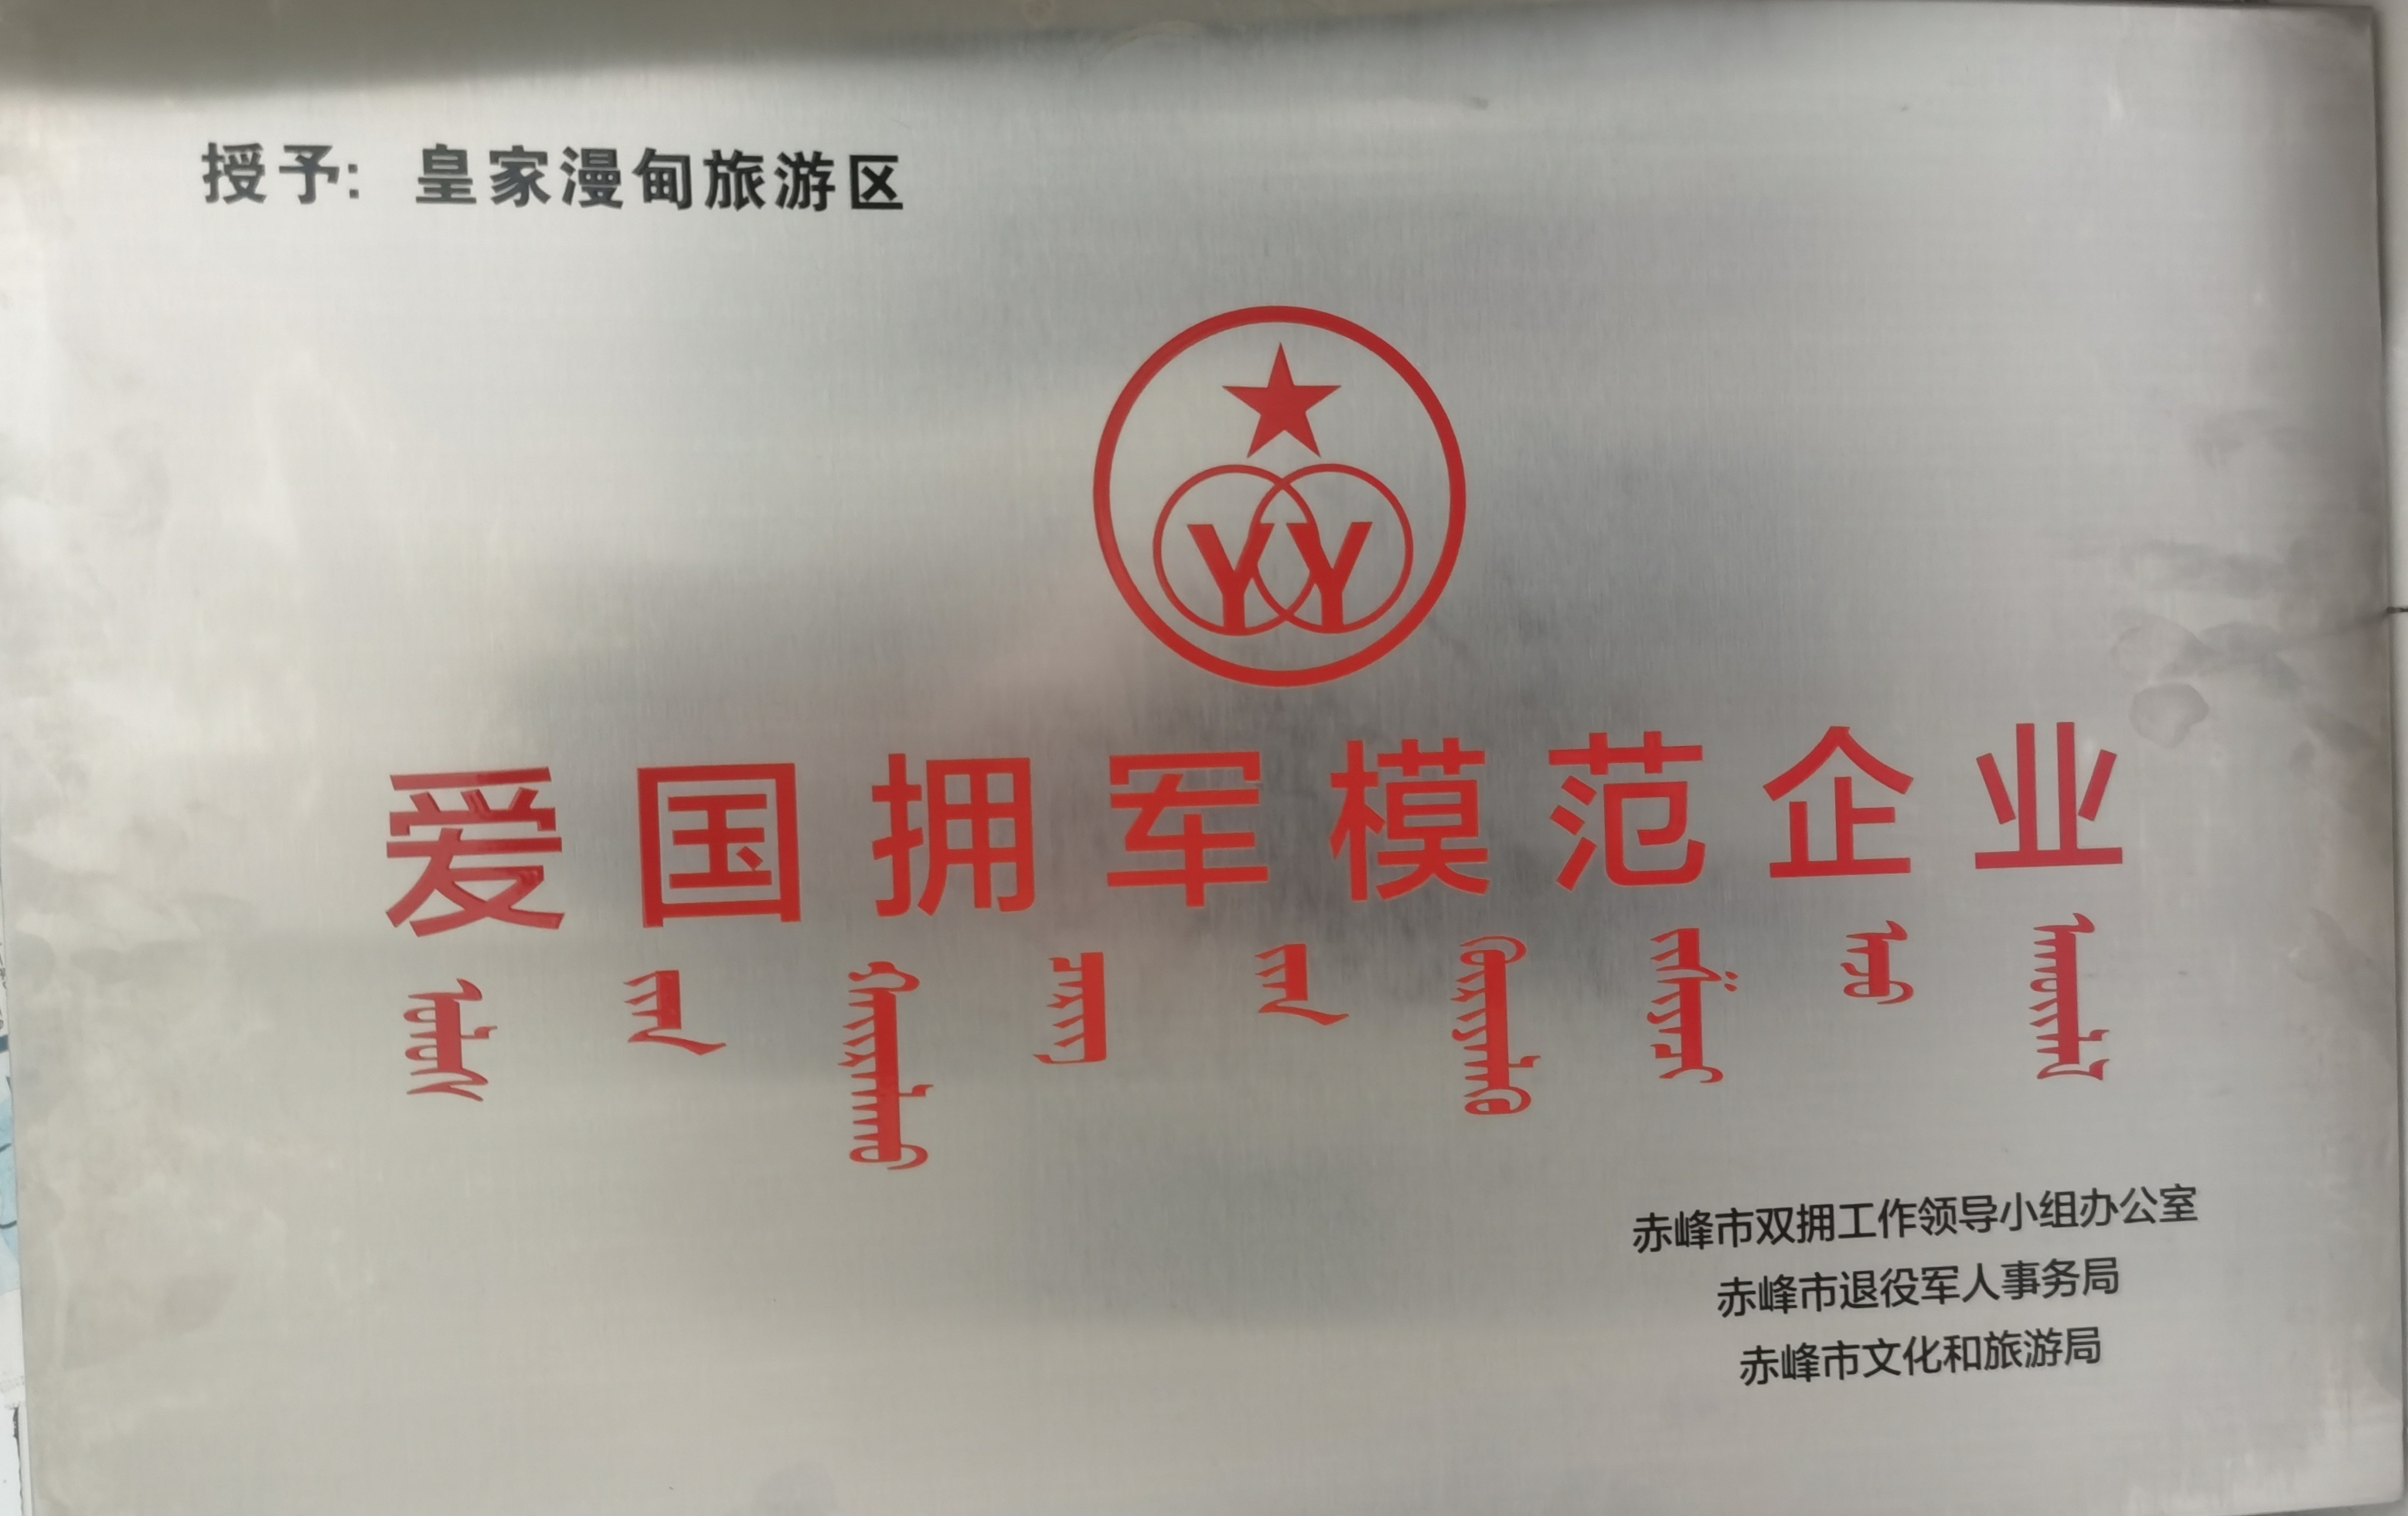 授予：皇家漫甸旅游区
YY
爱国拥军模范企业
赤峰市双拥工作领导小组办公室
赤峰市退役军人事务局
赤峰市文化和旅游局